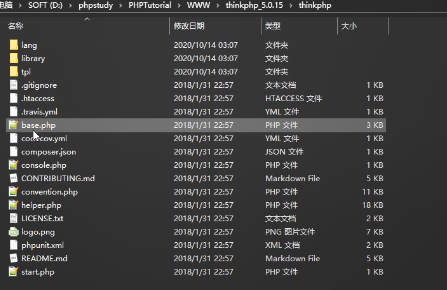 电脑 › SOFT (D:) › phpstudy › PHPTutorial › WWW › thinkphp_5.0.15 › thinkphp
名称 修改日期 类型 大小
lang 2020/10/14 03:07 文件夹
library 2020/10/14 03:07 文件夹
tpl 2020/10/14 03:07 文件夹
.gitignore 2018/1/31 22:57 文本文档 1 KB
.htaccess 2018/1/31 22:57 HTACCESS 文件 1 KB
.travis.yml 2018/1/31 22:57 YML 文件 2 KB
base.php 2018/1/31 22:57 PHP 文件 3 KB
codecov.yml 2018/1/31 22:57 YML 文件 1 KB
composer.json 2018/1/31 22:57 JSON 文件 1 KB
console.php 2018/1/31 22:57 PHP 文件 1 KB
CONTRIBUTING.md 2018/1/31 22:57 Markdown File 5 KB
convention.php 2018/1/31 22:57 PHP 文件 11 KB
helper.php 2018/1/31 22:57 PHP 文件 18 KB
LICENSE.txt 2018/1/31 22:57 文本文档 2 KB
logo.png 2018/1/31 22:57 PNG 图片文件 7 KB
phpunit.xml 2018/1/31 22:57 XML 文档 2 KB
README.md 2018/1/31 22:57 Markdown File 5 KB
start.php 2018/1/31 22:57 PHP 文件 1 KB